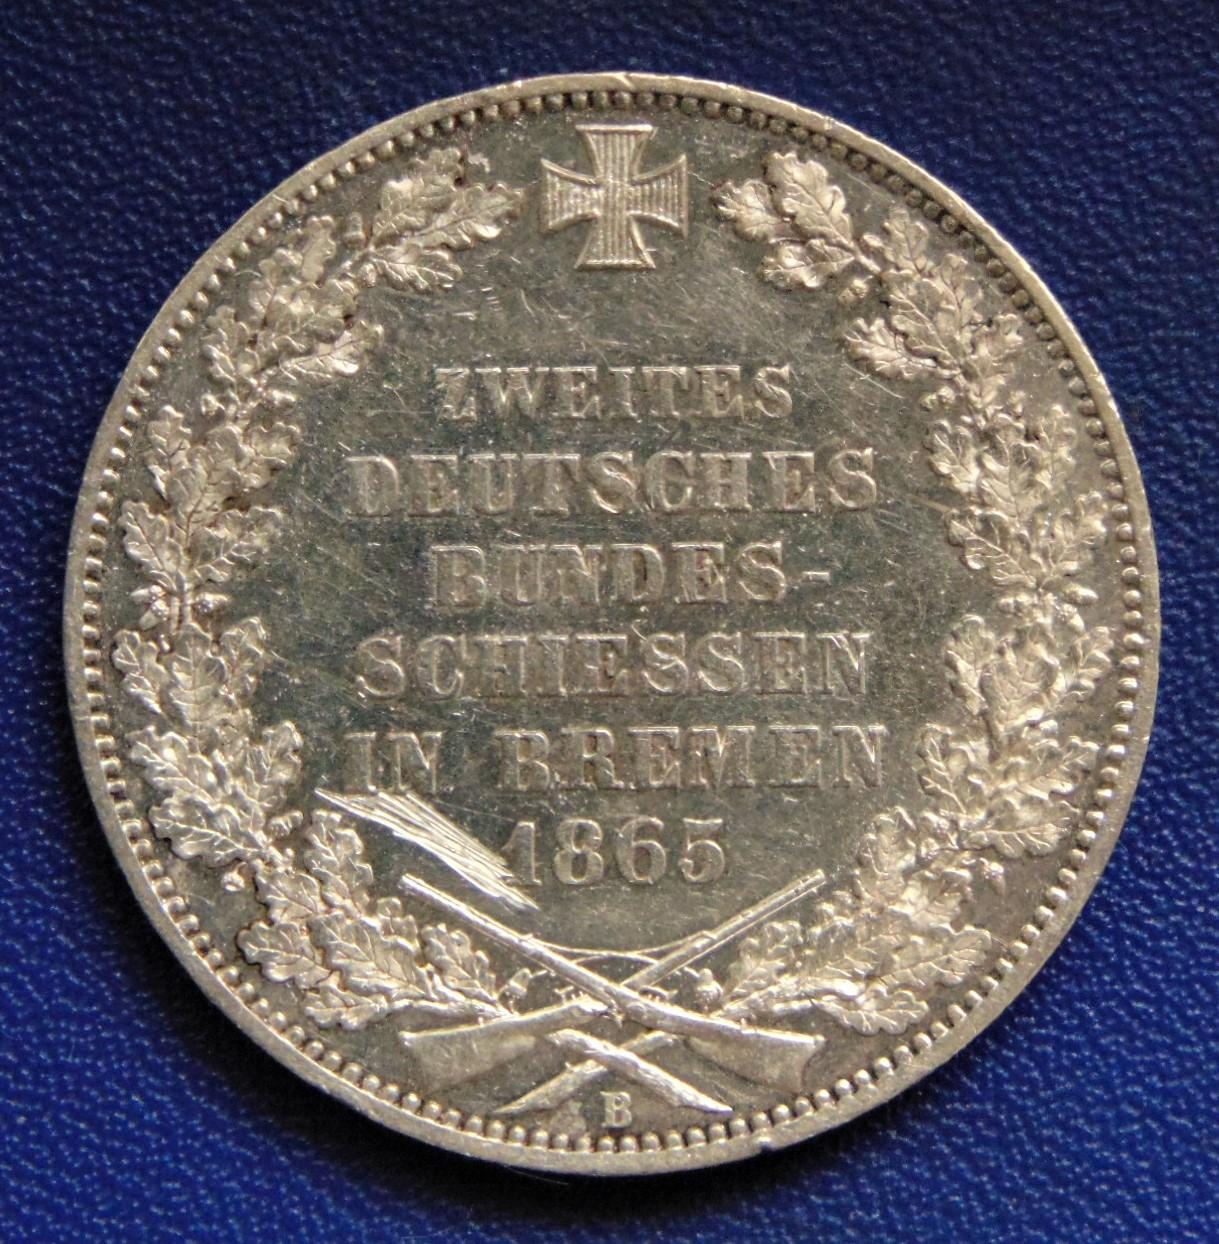 ZWEITES
DEUTSCHES
BUNDES-
SCHIESSEN
IN BREMEN
1865
B